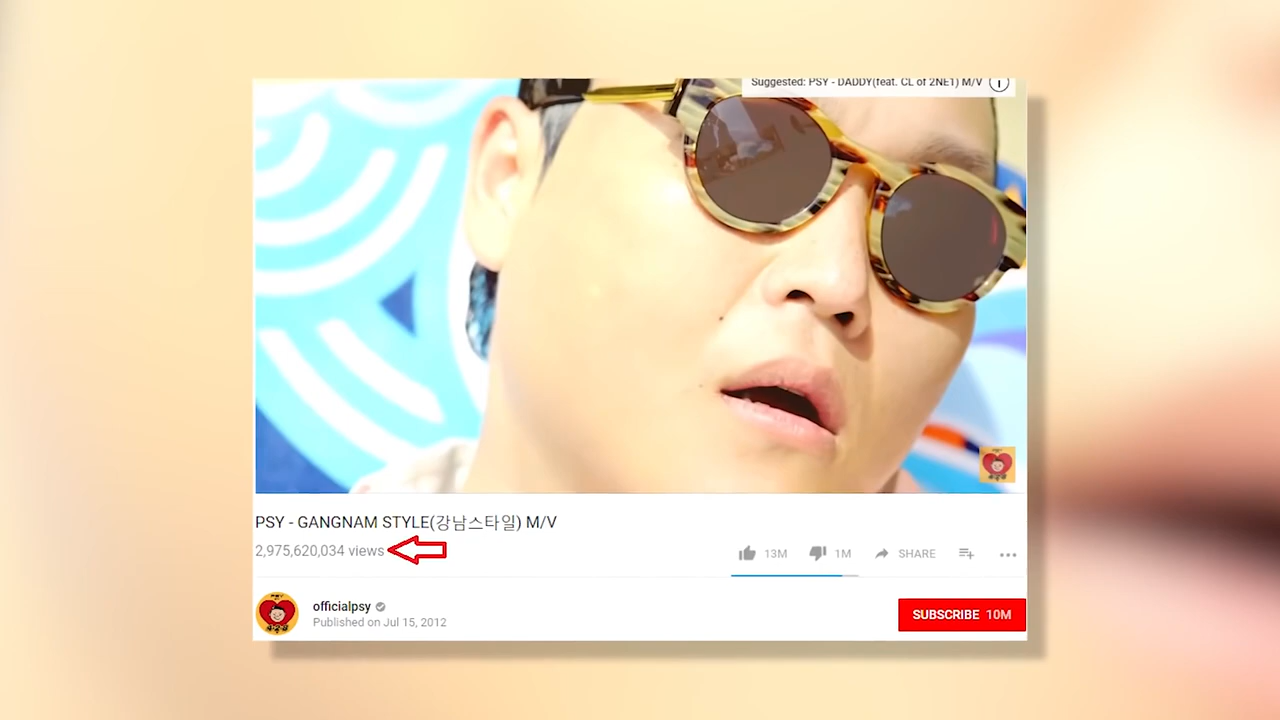 Suggested: PSY - DADDY(feat. CL of 2NE1) M/V
PSY - GANGNAM STYLE(강남스타일) M/V
2,975,620,034 views
13M 1M SHARE
officialpsy
Published on Jul 15, 2012
SUBSCRIBE 10M